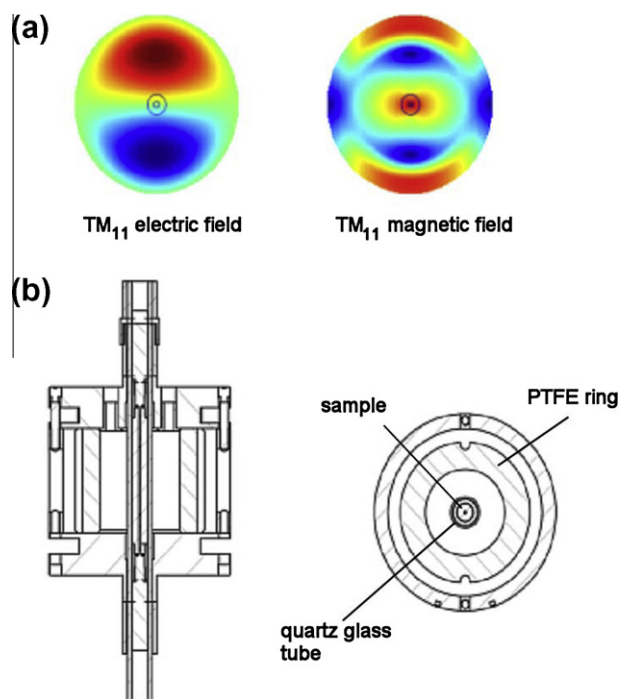 (a)
TM11 electric field
TM11 magnetic field
(b)
sample
PTFE ring
quartz glass
tube